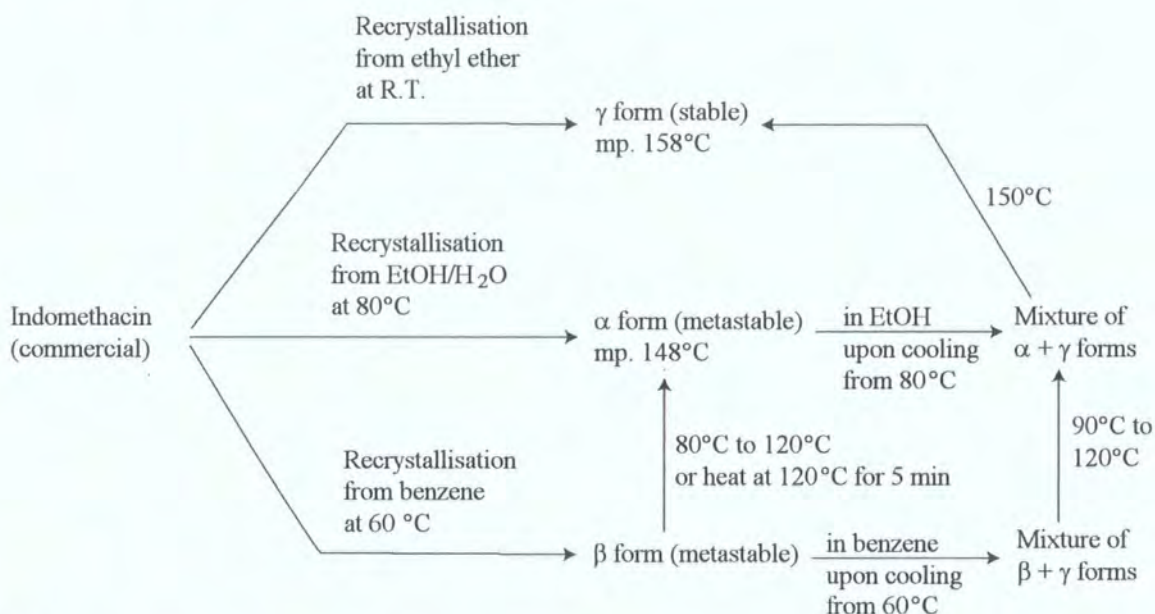 Recrystallisation
from ethyl ether
at R.T.
γ form (stable)
mp. 158°C
150°C
Recrystallisation
from EtOH/H₂O
at 80°C
Indomethacin
(commercial)
α form (metastable)
mp. 148°C
in EtOH
upon cooling
from 80°C
Mixture of
α + γ forms
80°C to 120°C
or heat at 120°C for 5 min
90°C to
120°C
Recrystallisation
from benzene
at 60 °C
β form (metastable)
in benzene
upon cooling
from 60°C
Mixture of
β + γ forms